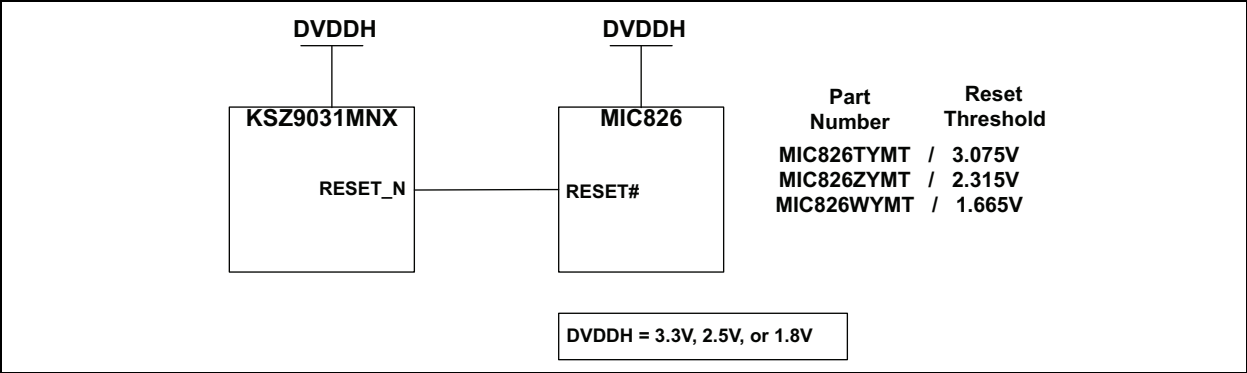 DVDDH
DVDDH
KSZ9031MNX
MIC826
RESET_N
RESET#
Part Number
Reset Threshold
MIC826TYMT / 3.075V
MIC826ZYMT / 2.315V
MIC826WYMT / 1.665V
DVDDH = 3.3V, 2.5V, or 1.8V